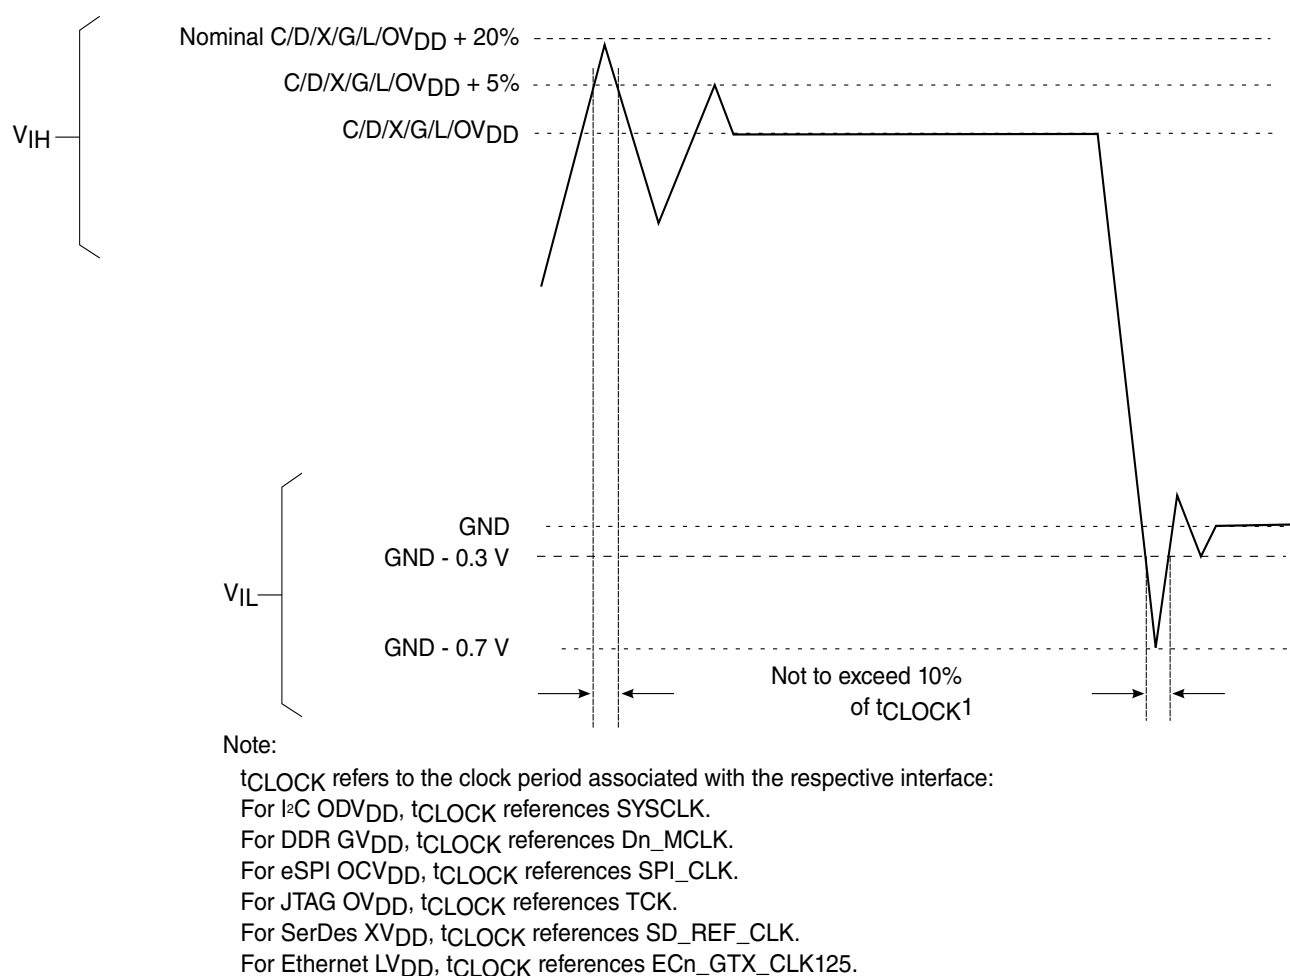 Nominal C/D/X/G/L/OVDD + 20%
C/D/X/G/L/OVDD + 5%
C/D/X/G/L/OVDD
VIH
GND
GND - 0.3 V
VIL
GND - 0.7 V
Not to exceed 10%
of tCLOCK1
Note:
tCLOCK refers to the clock period associated with the respective interface:
For I2C ODVDD, tCLOCK references SYSCLK.
For DDR GVDD, tCLOCK references Dn_MCLK.
For eSPI OCVDD, tCLOCK references SPI_CLK.
For JTAG OVDD, tCLOCK references TCK.
For SerDes XVDD, tCLOCK references SD_REF_CLK.
For Ethernet LVDD, tCLOCK references ECn_GTX_CLK125.